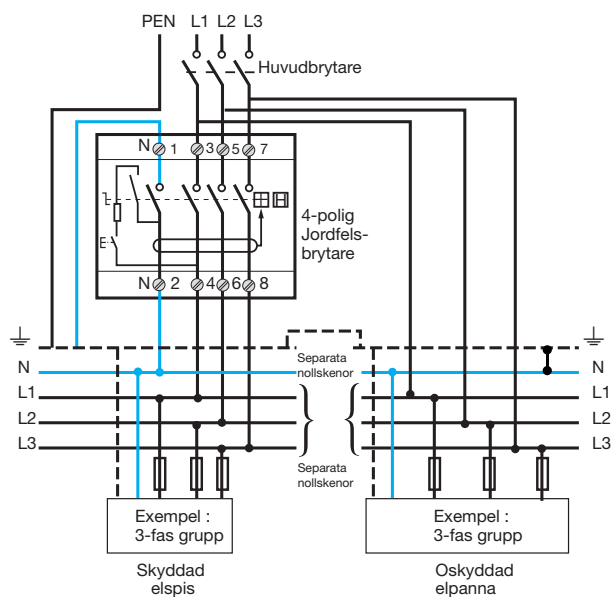 PEN L1 L2 L3
Huvudbrytare
N 1 3 5 7
4-polig
Jordfels-
brytare
E
N 2 4 6 8
Separata
nollskenor
N N
L1 L1
L2 L2
L3 L3
Separata
nollskenor
Exempel :
3-fas grupp
Exempel :
3-fas grupp
Skyddad
elspis
Oskyddad
elpanna